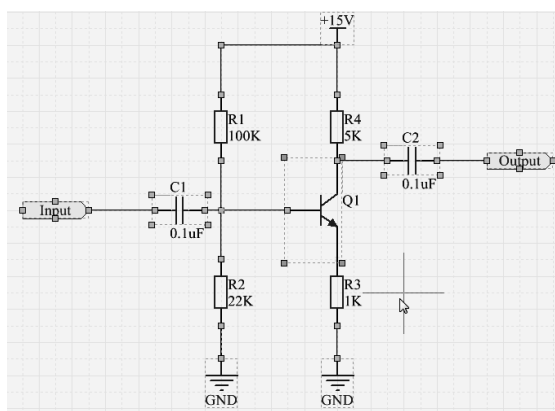 +15V
R1
100K
R4
5K
C2
0.1uF
Output
C1
0.1uF
Input
Q1
R2
22K
R3
1K
GND
GND